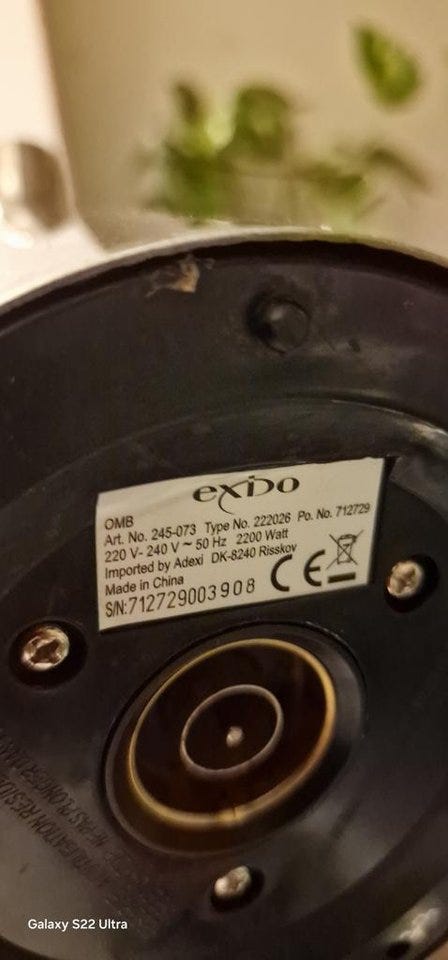 exido
OMB
Art. No. 245-073 Type No. 222026 Po. No. 712729
220 V- 240 V ~ 50 Hz 2200 Watt
Imported by Adexi DK-8240 Risskov
Made in China
S/N:712729003908
CE
Galaxy S22 Ultra